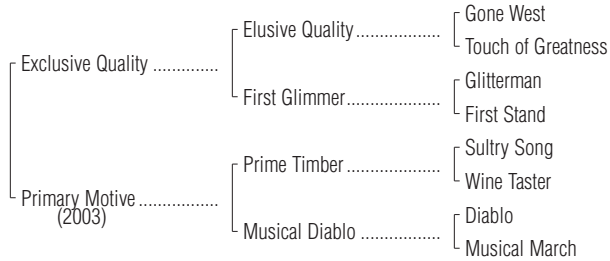 Gone West
Elusive Quality ..................
Touch of Greatness
Exclusive Quality ..............
Glitterman
First Glimmer....................
First Stand
Sultry Song
Prime Timber ....................
Wine Taster
Primary Motive .................
(2003)
Diablo
Musical Diablo .................
Musical March